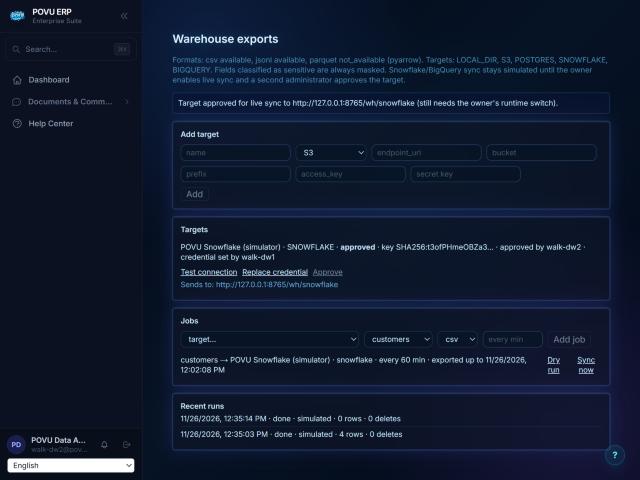 POVU
POVU ERP
Enterprise Suite
Search...
Dashboard
Documents & Comm...
Help Center
Warehouse exports
Formats: csv available, jsonl available, parquet not_available (pyarrow). Targets: LOCAL_DIR, S3, POSTGRES, SNOWFLAKE,
BIGQUERY. Fields classified as sensitive are always masked. Snowflake/BigQuery sync stays simulated until the owner
enables live sync and a second administrator approves the target.
Target approved for live sync to http://127.0.0.1:8765/wh/snowflake (still needs the owner's runtime switch).
Add target
name
S3
endpoint_url
bucket
prefix
access_key
secret key
Add
Targets
POVU Snowflake (simulator) · SNOWFLAKE · approved · key SHA256:t3ofPHmeOBZa3... · approved by walk-dw2 ·
credential set by walk-dw1
Test connection Replace credential Approve
Sends to: http://127.0.0.1:8765/wh/snowflake
Jobs
target...
customers
csv
every min
Add job
customers → POVU Snowflake (simulator) · snowflake · every 60 min · exported up to 11/26/2026,
12:02:08 PM
Dry
run
Sync
now
Recent runs
11/26/2026, 12:35:14 PM · done · simulated · 0 rows · 0 deletes
11/26/2026, 12:35:03 PM · done · simulated · 4 rows · 0 deletes
PD
POVU Data A...
walk-dw2@pov...
English
?